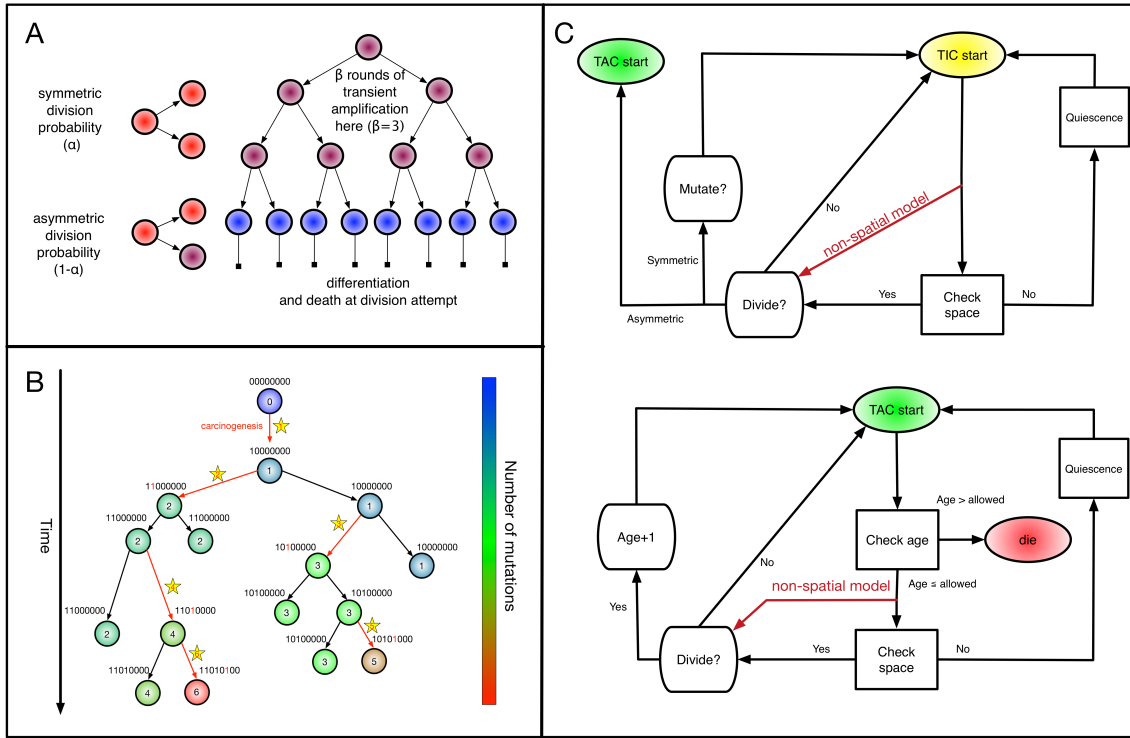 A
symmetric
division
probability
(α)
asymmetric
division
probability
(1-α)
β rounds of
transient
amplification
here (β=3)
differentiation
and death at division attempt
B
Time
00000000
0
carcinogenesis
10000000
1
11000000
2
10000000
1
11000000
2
11000000
2
10100000
3
10000000
1
10100000
3
10100000
3
11000000
2
11010000
4
10100000
3
10101000
5
11010000
4
11010100
6
Number of mutations
C
TAC start
TIC start
Quiescence
Mutate?
No
non-spatial model
Symmetric
Asymmetric
Divide?
Yes
Check
space
No
TAC start
Quiescence
Age > allowed
Age+1
Check age
die
No
non-spatial model
Age ≤ allowed
Yes
Divide?
Yes
Check
space
No